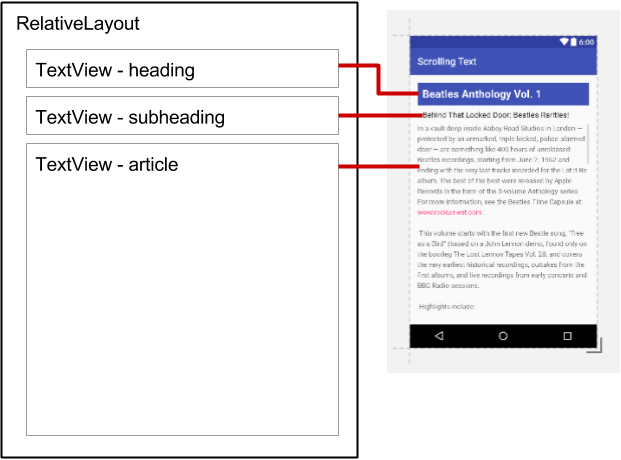 RelativeLayout
TextView - heading
TextView - subheading
TextView - article
6:00
Scrolling Text
Beatles Anthology Vol. 1
Behind That Locked Door: Beatles Rarities!
In a vault deep inside Abbey Road Studios in London —
protected by an unmarked, triple-locked, police-alarmed
door — are something like 400 hours of unreleased
Beatles recordings, starting from June 2, 1962 and
ending with the very last tracks recorded for the Let It Be
album. The best of the best were released by Apple
Records in the form of the 3-volume Anthology series.
For more information, see the Beatles Time Capsule at
www.rockument.com.
This volume starts with the first new Beatle song, "Free
as a Bird" (based on a John Lennon demo, found only on
the bootleg The Lost Lennon Tapes Vol. 28, and covers
the very earliest historical recordings, outtakes from the
first albums, and live recordings from early concerts and
BBC Radio sessions.
Highlights include: